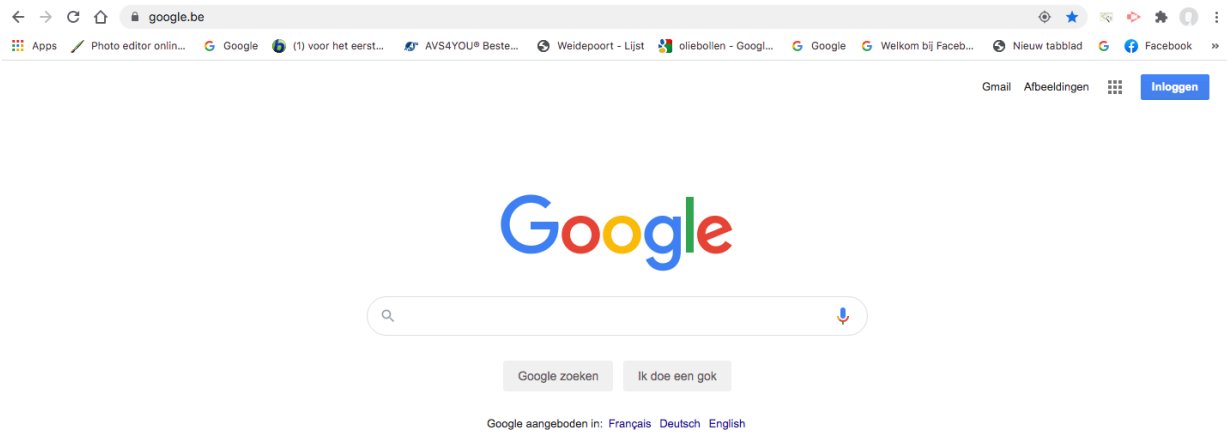 google.be
Apps Photo editor onlin... Google (1) voor het eerst... AVS4YOU® Beste... Weidepoort - Lijst oliebollen - Googl... Google Welkom bij Faceb... Nieuw tabblad Facebook »
Gmail Afbeeldingen Inloggen
Google
Google zoeken Ik doe een gok
Google aangeboden in: Français Deutsch English